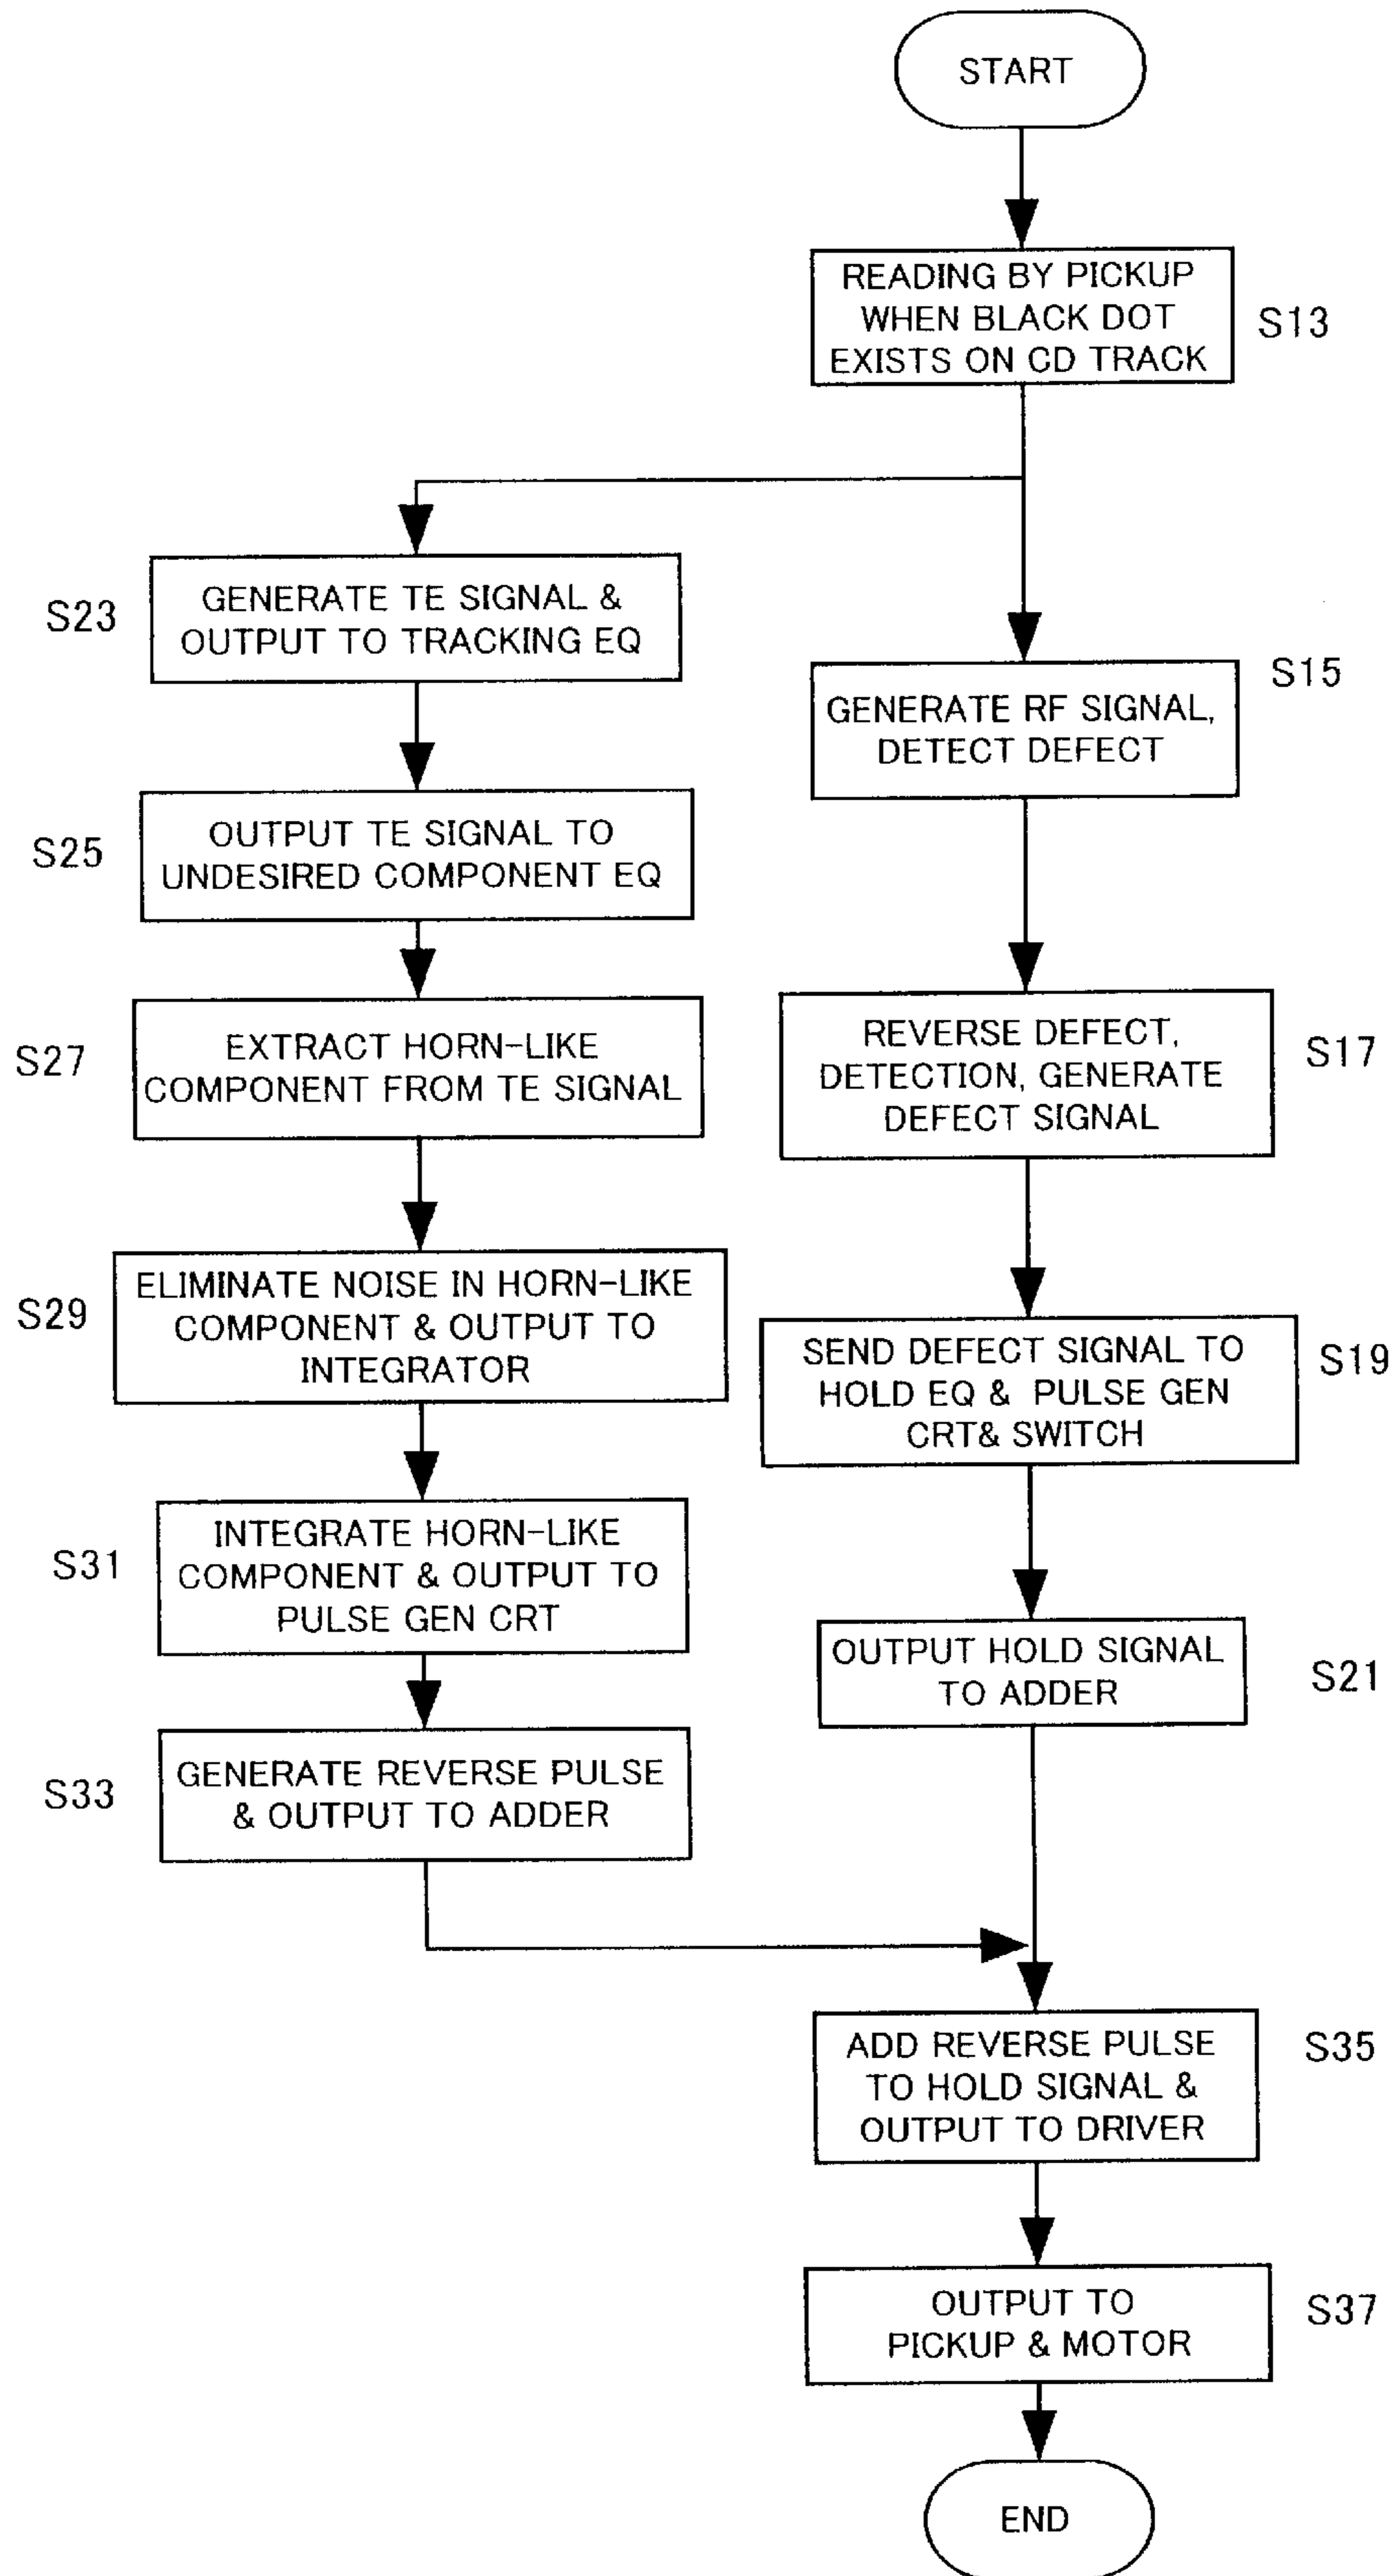 START
READING BY PICKUP
WHEN BLACK DOT
EXISTS ON CD TRACK
S13
S23
GENERATE TE SIGNAL &
OUTPUT TO TRACKING EQ
S15
GENERATE RF SIGNAL,
DETECT DEFECT
S25
OUTPUT TE SIGNAL TO
UNDESIRED COMPONENT EQ
S27
EXTRACT HORN-LIKE
COMPONENT FROM TE SIGNAL
REVERSE DEFECT,
DETECTION, GENERATE
DEFECT SIGNAL
S17
S29
ELIMINATE NOISE IN HORN-LIKE
COMPONENT & OUTPUT TO
INTEGRATOR
SEND DEFECT SIGNAL TO
HOLD EQ & PULSE GEN
CRT& SWITCH
S19
S31
INTEGRATE HORN-LIKE
COMPONENT & OUTPUT TO
PULSE GEN CRT
OUTPUT HOLD SIGNAL
TO ADDER
S21
S33
GENERATE REVERSE PULSE
& OUTPUT TO ADDER
ADD REVERSE PULSE
TO HOLD SIGNAL &
OUTPUT TO DRIVER
S35
OUTPUT TO
PICKUP & MOTOR
S37
END